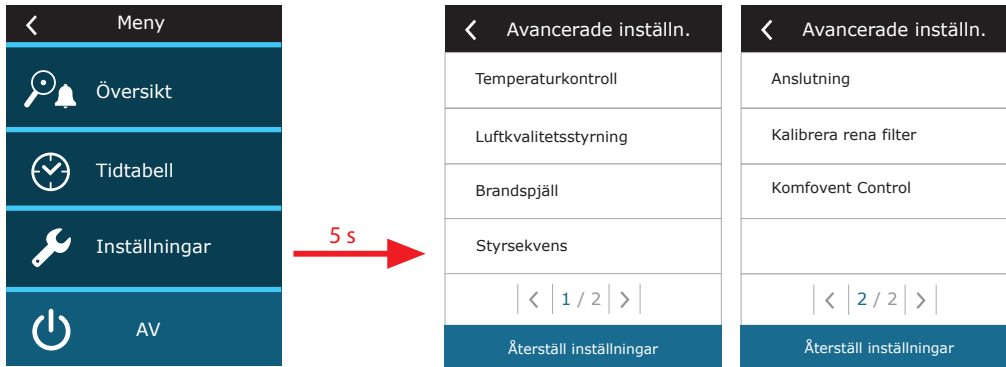 Meny
Översikt
Tidtabell
Inställningar
AV
5 s
Avancerade inställn.
Temperaturkontroll
Luftkvalitetsstyrning
Brandspjäll
Styrsekvens
1 / 2
Återställ inställningar
Avancerade inställn.
Anslutning
Kalibrera rena filter
Komfovent Control
2 / 2
Återställ inställningar